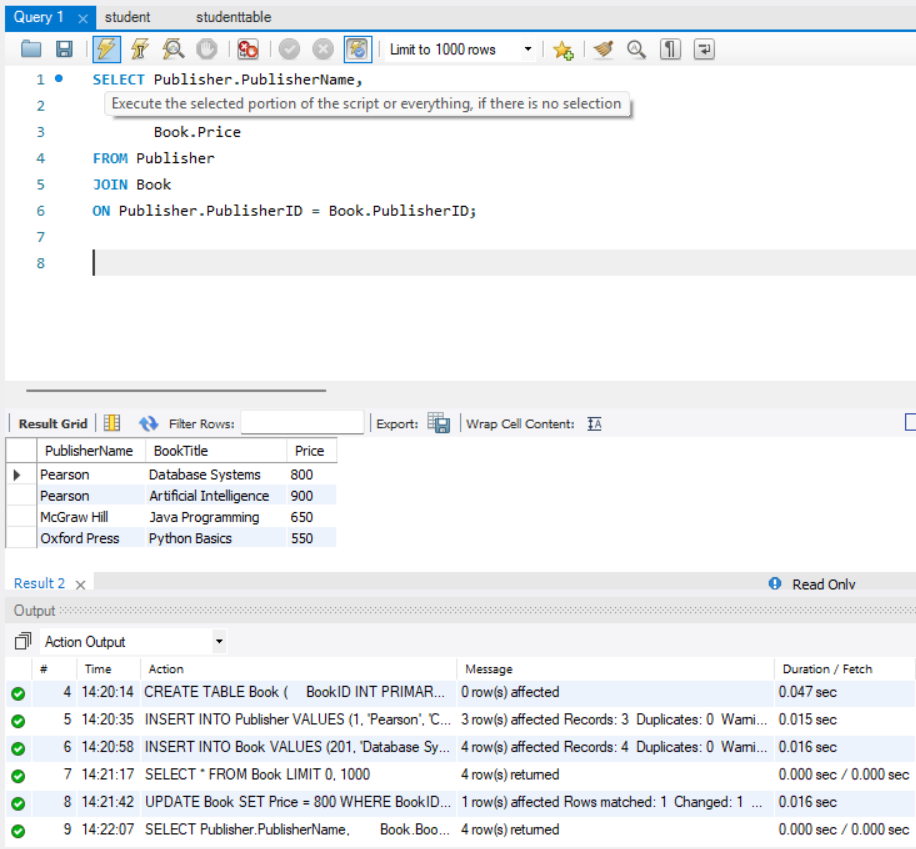 Query 1 student studenttable
Limit to 1000 rows
1 SELECT Publisher.PublisherName,
2 Execute the selected portion of the script or everything, if there is no selection
3 Book.Price
4 FROM Publisher
5 JOIN Book
6 ON Publisher.PublisherID = Book.PublisherID;
7
8
Result Grid Filter Rows: Export: Wrap Cell Content: IA
PublisherName BookTitle Price
Pearson Database Systems 800
Pearson Artificial Intelligence 900
McGraw Hill Java Programming 650
Oxford Press Python Basics 550
Result 2 Read Only
Output
Action Output
# Time Action Message Duration / Fetch
4 14:20:14 CREATE TABLE Book ( BookID INT PRIMAR... 0 row(s) affected 0.047 sec
5 14:20:35 INSERT INTO Publisher VALUES (1, 'Pearson', 'C... 3 row(s) affected Records: 3 Duplicates: 0 Warni... 0.015 sec
6 14:20:58 INSERT INTO Book VALUES (201, 'Database Sy... 4 row(s) affected Records: 4 Duplicates: 0 Warni... 0.016 sec
7 14:21:17 SELECT * FROM Book LIMIT 0, 1000 4 row(s) returned 0.000 sec / 0.000 sec
8 14:21:42 UPDATE Book SET Price = 800 WHERE BookID... 1 row(s) affected Rows matched: 1 Changed: 1 ... 0.016 sec
9 14:22:07 SELECT Publisher.PublisherName, Book.Boo... 4 row(s) returned 0.000 sec / 0.000 sec